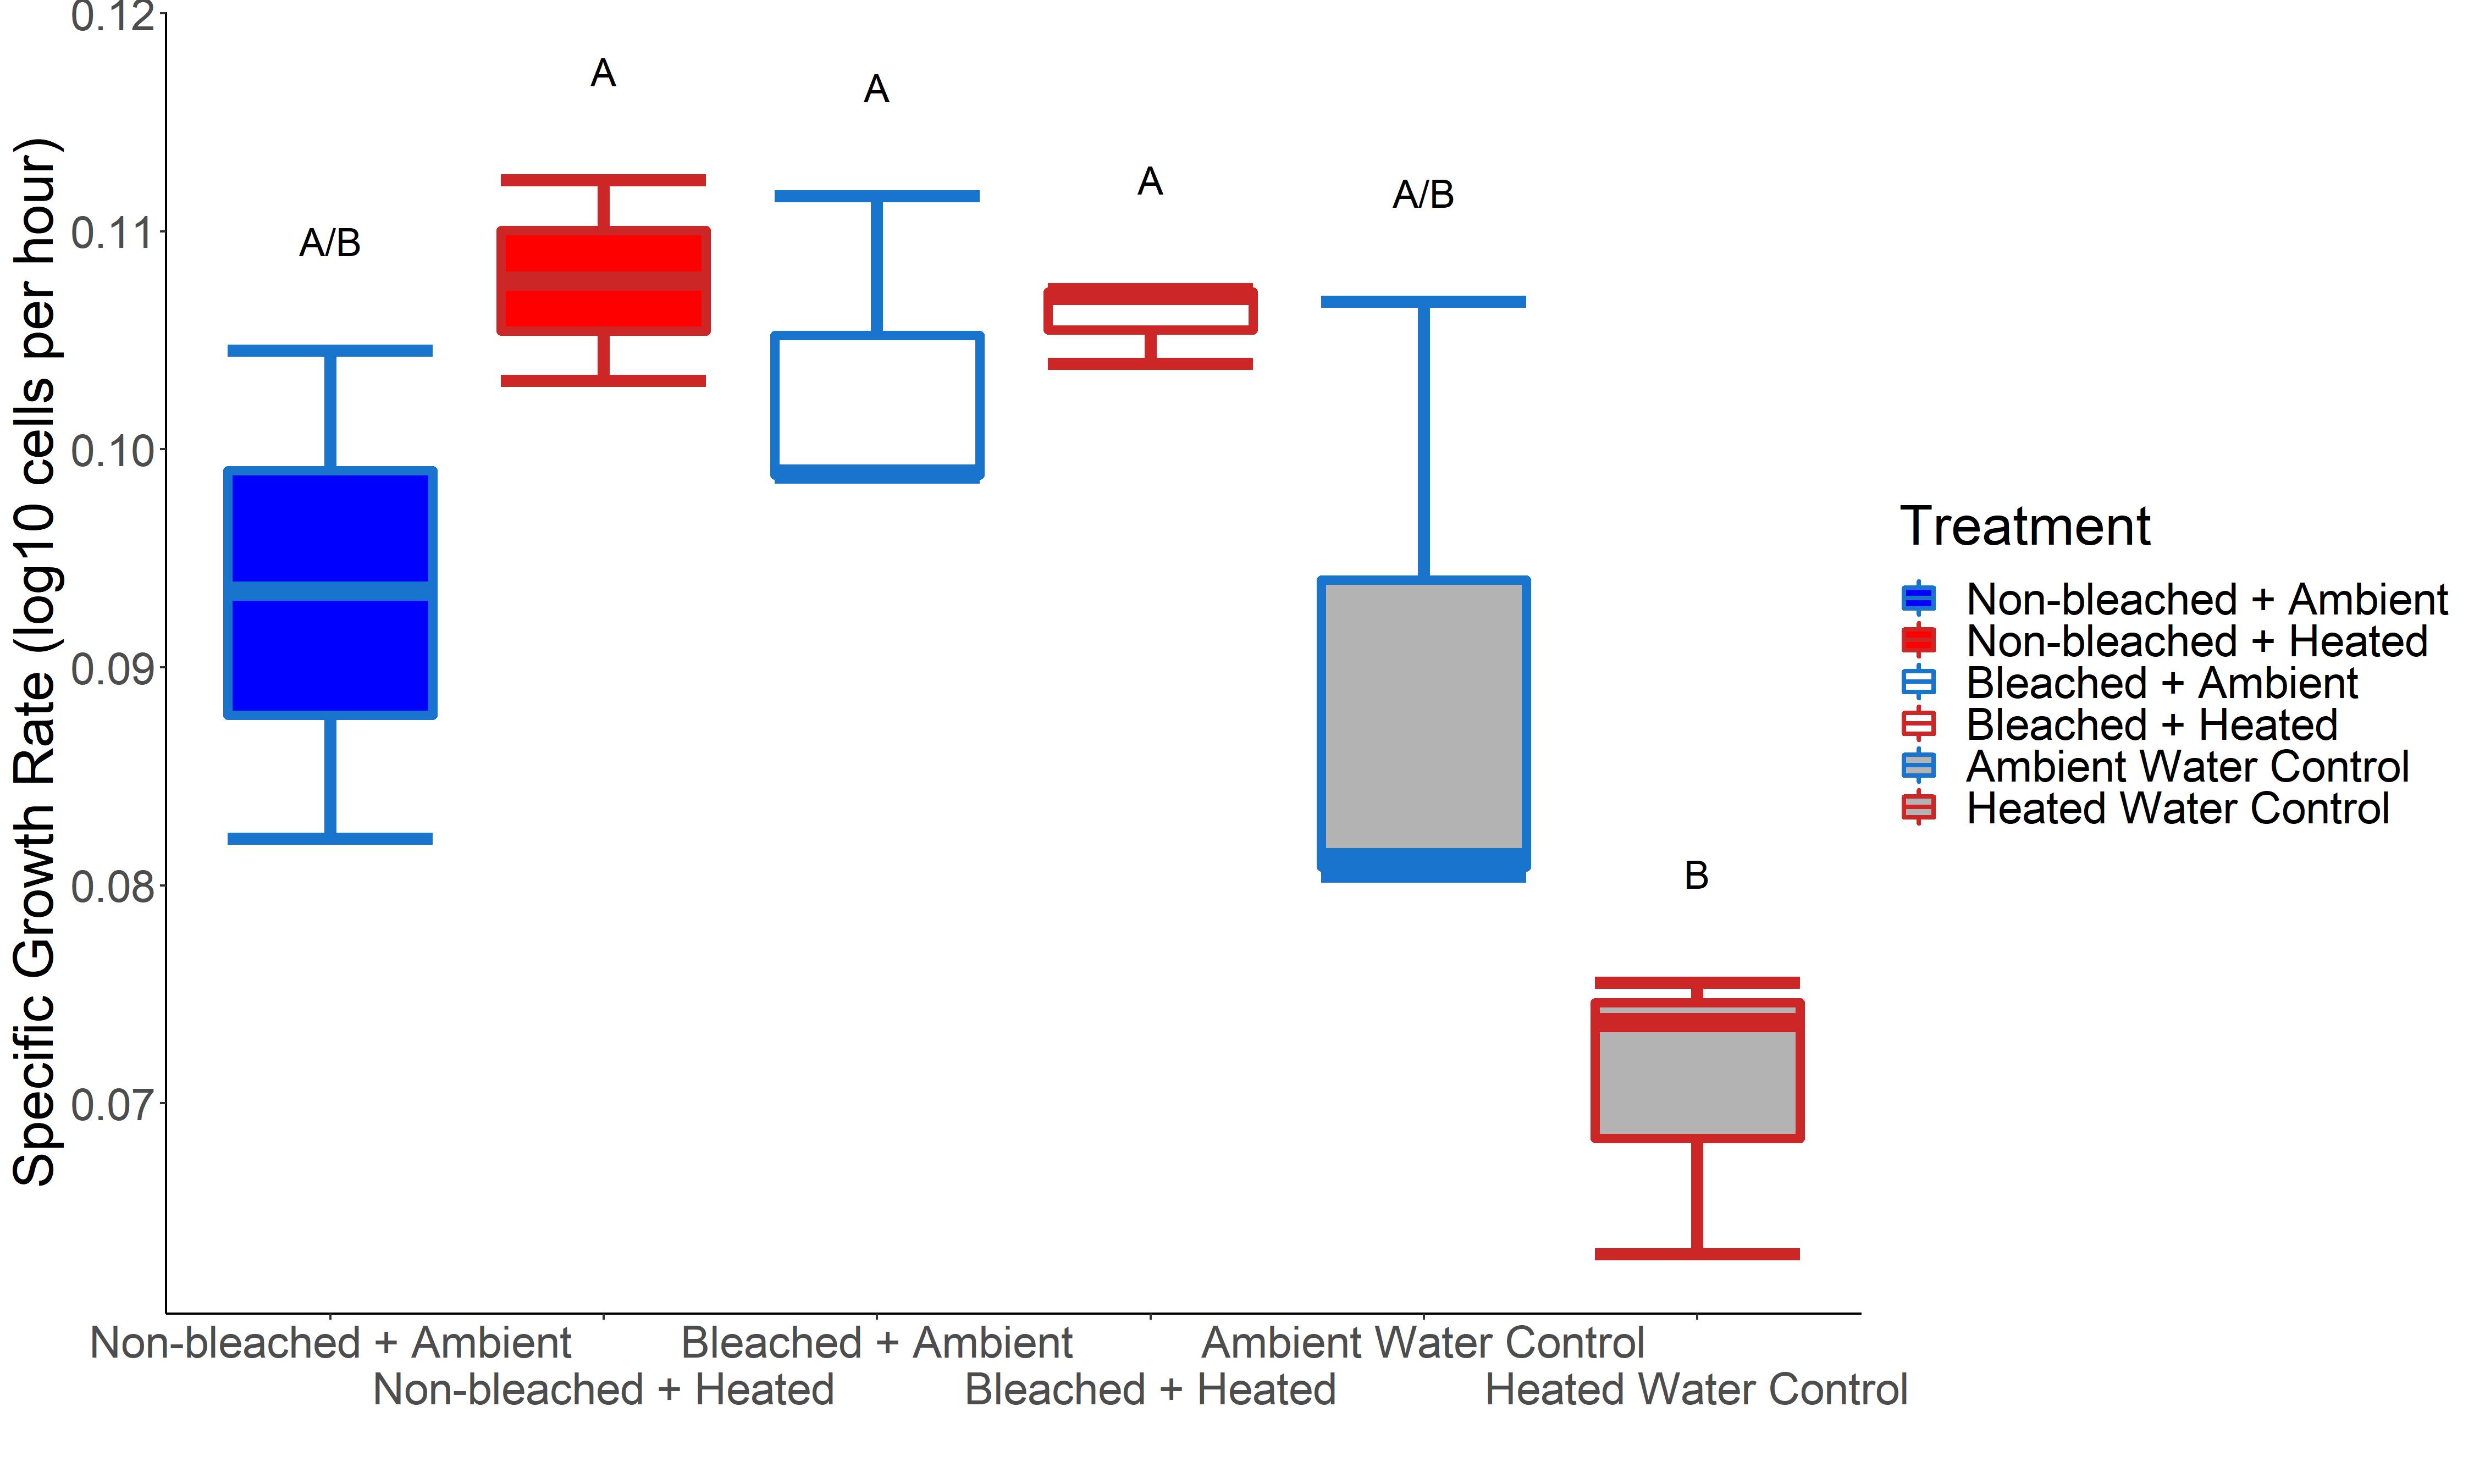 Specific Growth Rate (log10 cells per hour)
0.12
0.11
0.10
0.09
0.08
0.07
A/B
A
A
A
A/B
B
Non-bleached + Ambient
Non-bleached + Heated
Bleached + Ambient
Bleached + Heated
Ambient Water Control
Heated Water Control
Treatment
Non-bleached + Ambient
Non-bleached + Heated
Bleached + Ambient
Bleached + Heated
Ambient Water Control
Heated Water Control